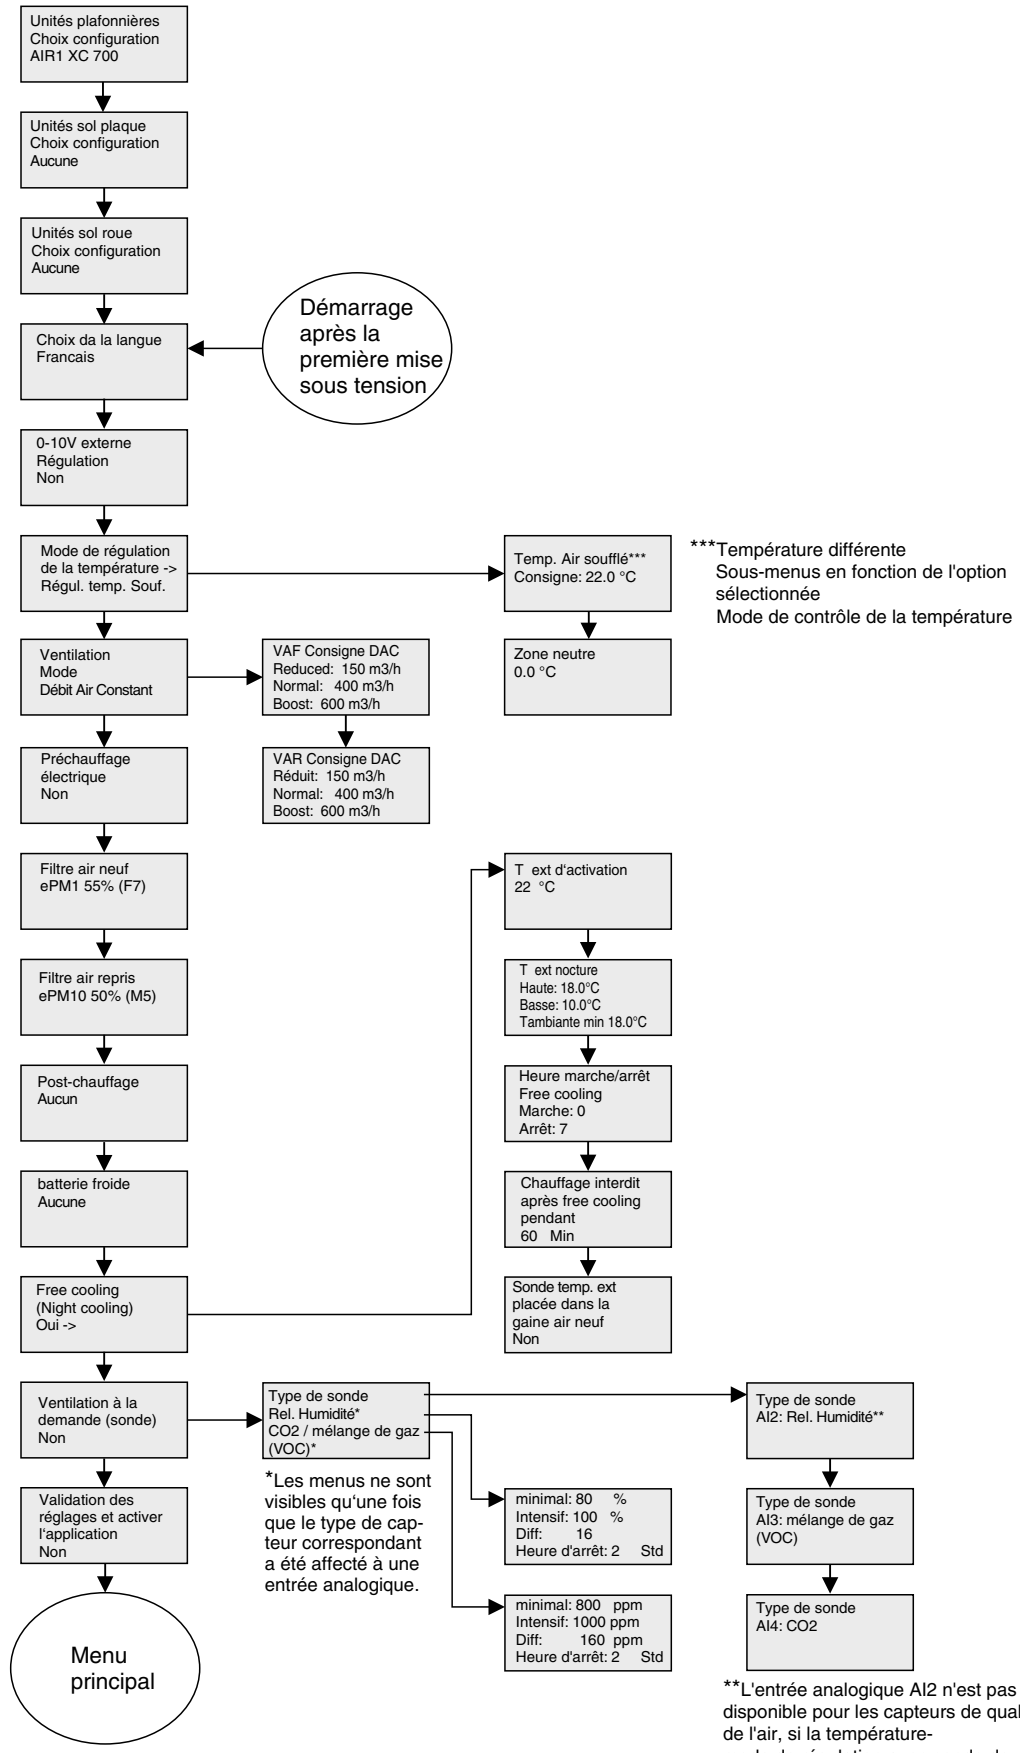 Unités plafonnières
Choix configuration
AIR1 XC 700
Unités sol plaque
Choix configuration
Aucune
Unités sol roue
Choix configuration
Aucune
Démarrage
après la
première mise
sous tension
Choix da la langue
Francais
0-10V externe
Régulation
Non
Mode de régulation
de la température ->
Régul. temp. Souf.
Temp. Air soufflé***
Consigne: 22.0 °C
***Température différente
Sous-menus en fonction de l'option
sélectionnée
Mode de contrôle de la température
Zone neutre
0.0 °C
Ventilation
Mode
Débit Air Constant
VAF Consigne DAC
Reduced: 150 m3/h
Normal: 400 m3/h
Boost: 600 m3/h
VAR Consigne DAC
Réduit: 150 m3/h
Normal: 400 m3/h
Boost: 600 m3/h
Préchauffage
électrique
Non
Filtre air neuf
ePM1 55% (F7)
Filtre air repris
ePM10 50% (M5)
Post-chauffage
Aucun
batterie froide
Aucune
Free cooling
(Night cooling)
Oui ->
T ext d'activation
22 °C
T ext nocture
Haute: 18.0°C
Basse: 10.0°C
Tambiante min 18.0°C
Heure marche/arrêt
Free cooling
Marche: 0
Arrêt: 7
Chauffage interdit
après free cooling
pendant
60 Min
Sonde temp. ext
placée dans la
gaine air neuf
Non
Ventilation à la
demande (sonde)
Non
Type de sonde
Rel. Humidité*
CO2 / mélange de gaz
(VOC)*
*Les menus ne sont
visibles qu'une fois
que le type de cap-
teur correspondant
a été affecté à une
entrée analogique.
minimal: 80 %
Intensif: 100 %
Diff: 16
Heure d'arrêt: 2 Std
minimal: 800 ppm
Intensif: 1000 ppm
Diff: 160 ppm
Heure d'arrêt: 2 Std
Type de sonde
AI2: Rel. Humidité**
Type de sonde
AI3: mélange de gaz
(VOC)
Type de sonde
AI4: CO2
**L'entrée analogique AI2 n'est pas
disponible pour les capteurs de qual
de l'air, si la température-
Validation des
réglages et activer
l'application
Non
Menu
principal